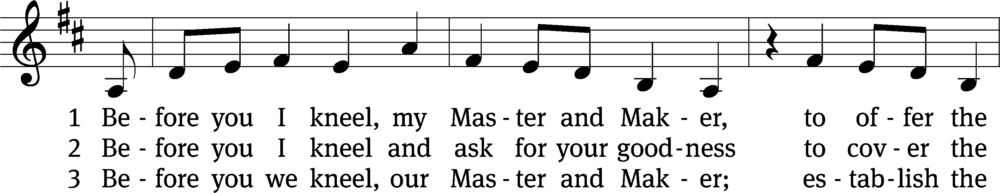 1 Be - fore you I kneel, my Mas - ter and Mak - er, to of - fer the
2 Be - fore you I kneel and ask for your good - ness to cov - er the
3 Be - fore you we kneel, our Mas - ter and Mak - er; es - tab - lish the